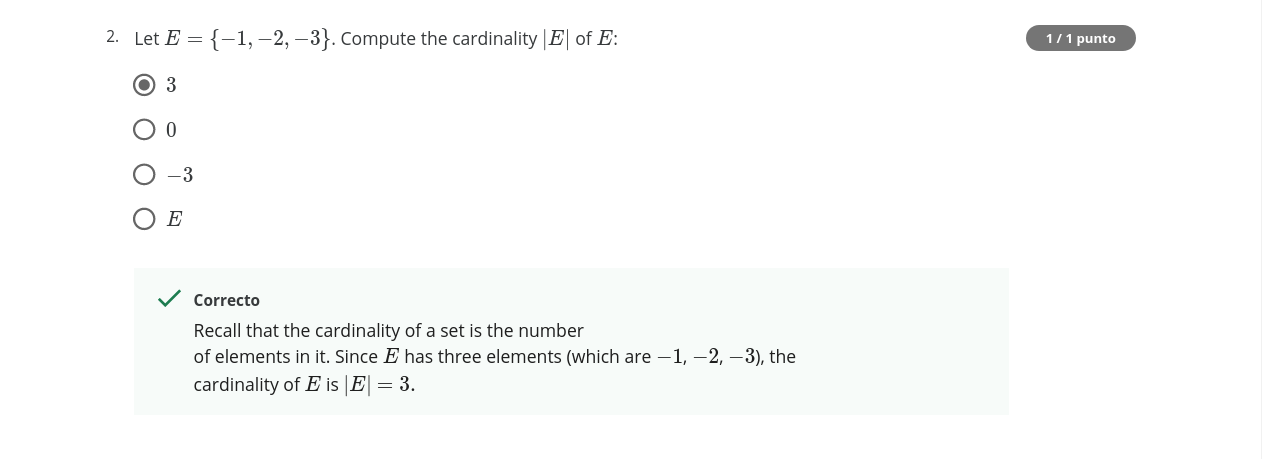 2. Let E = {−1, −2, −3}. Compute the cardinality |E| of E:
1 / 1 punto
3
0
−3
E
Correcto
Recall that the cardinality of a set is the number
of elements in it. Since E has three elements (which are −1, −2, −3), the
cardinality of E is |E| = 3.